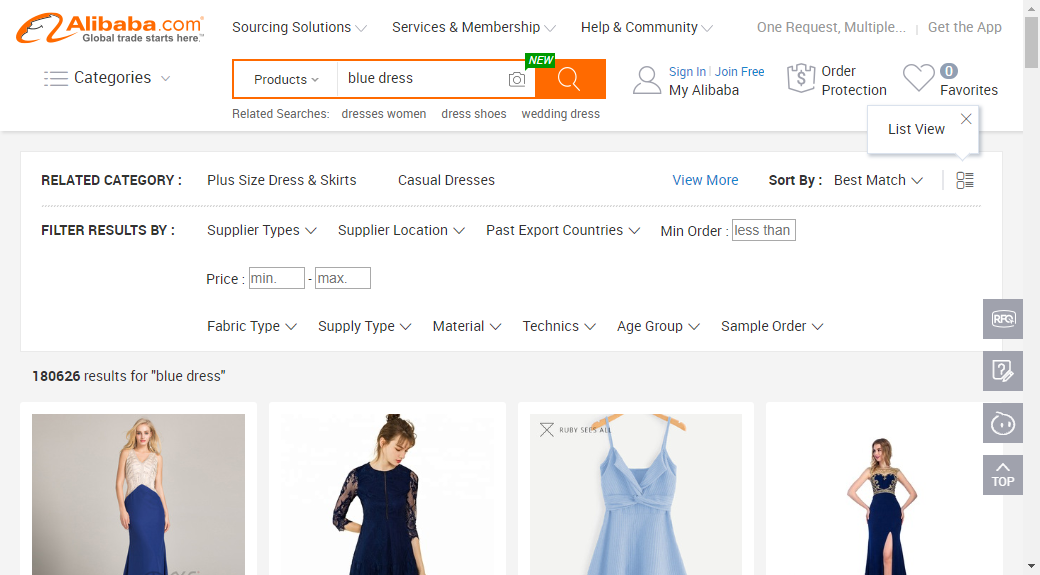 Alibaba.com
Global trade starts here.™
Sourcing Solutions
Services & Membership
Help & Community
One Request, Multiple...
Get the App
Categories
Products
blue dress
NEW
Sign In
Join Free
My Alibaba
Order
Protection
0
Favorites
Related Searches: dresses women dress shoes wedding dress
List View
RELATED CATEGORY : Plus Size Dress & Skirts Casual Dresses View More Sort By : Best Match
FILTER RESULTS BY : Supplier Types Supplier Location Past Export Countries Min Order : less than
Price : min. - max.
Fabric Type Supply Type Material Technics Age Group Sample Order
RFQ
180626 results for "blue dress"
RUBY SEES ALL
TOP